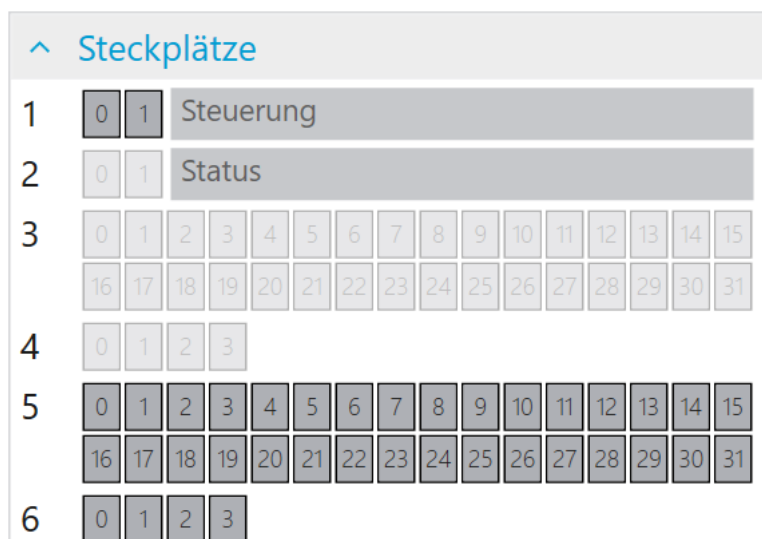 Steckplätze
1 0 1 Steuerung
2 0 1 Status
3 0 1 2 3 4 5 6 7 8 9 10 11 12 13 14 15
16 17 18 19 20 21 22 23 24 25 26 27 28 29 30 31
4 0 1 2 3
5 0 1 2 3 4 5 6 7 8 9 10 11 12 13 14 15
16 17 18 19 20 21 22 23 24 25 26 27 28 29 30 31
6 0 1 2 3